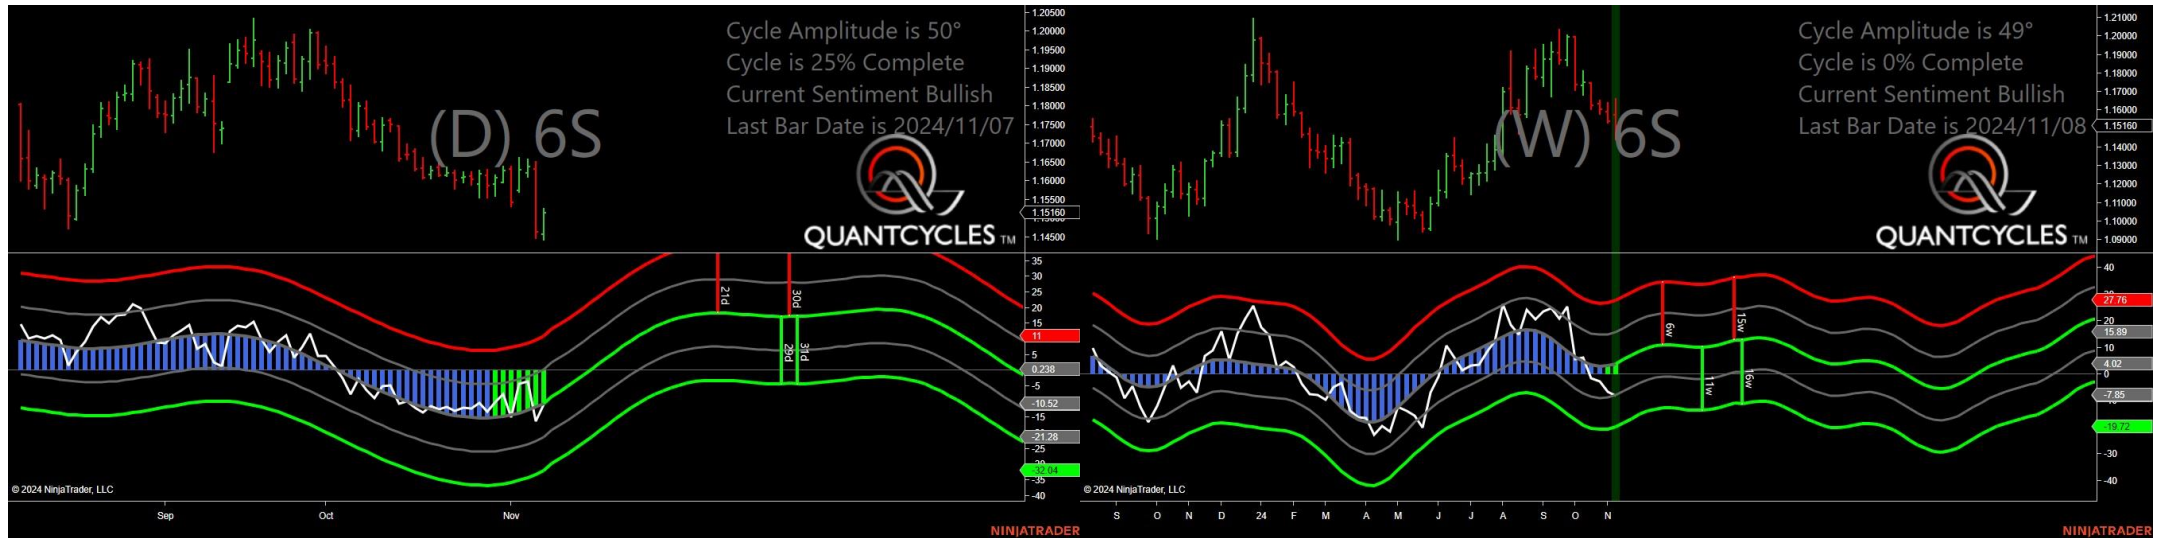 Cycle Amplitude is 50°
Cycle is 25% Complete
Current Sentiment Bullish
Last Bar Date is 2024/11/07
(D) 6S
QUANTCYCLES TM
1.20500
1.20000
1.19500
1.19000
1.18500
1.18000
1.17500
1.17000
1.16500
1.16000
1.15500
1.15160
1.14500
21d
30d
29d
31d
35
30
25
20
15
11
5
0.238
-5
-10.52
-15
-21.28
-25
-32.04
-35
-40
© 2024 NinjaTrader, LLC
Sep
Oct
Nov
NINJATRADER
Cycle Amplitude is 49°
Cycle is 0% Complete
Current Sentiment Bullish
Last Bar Date is 2024/11/08
(W) 6S
QUANTCYCLES TM
1.21000
1.20000
1.19000
1.18000
1.17000
1.16000
1.15160
1.14000
1.13000
1.12000
1.11000
1.10000
1.09000
6w
15w
11w
16w
40
27.76
20
15.89
10
4.02
0
-7.85
-19.72
-30
-40
© 2024 NinjaTrader, LLC
S O N D 24 F M A M J J A S O N
NINJATRADER